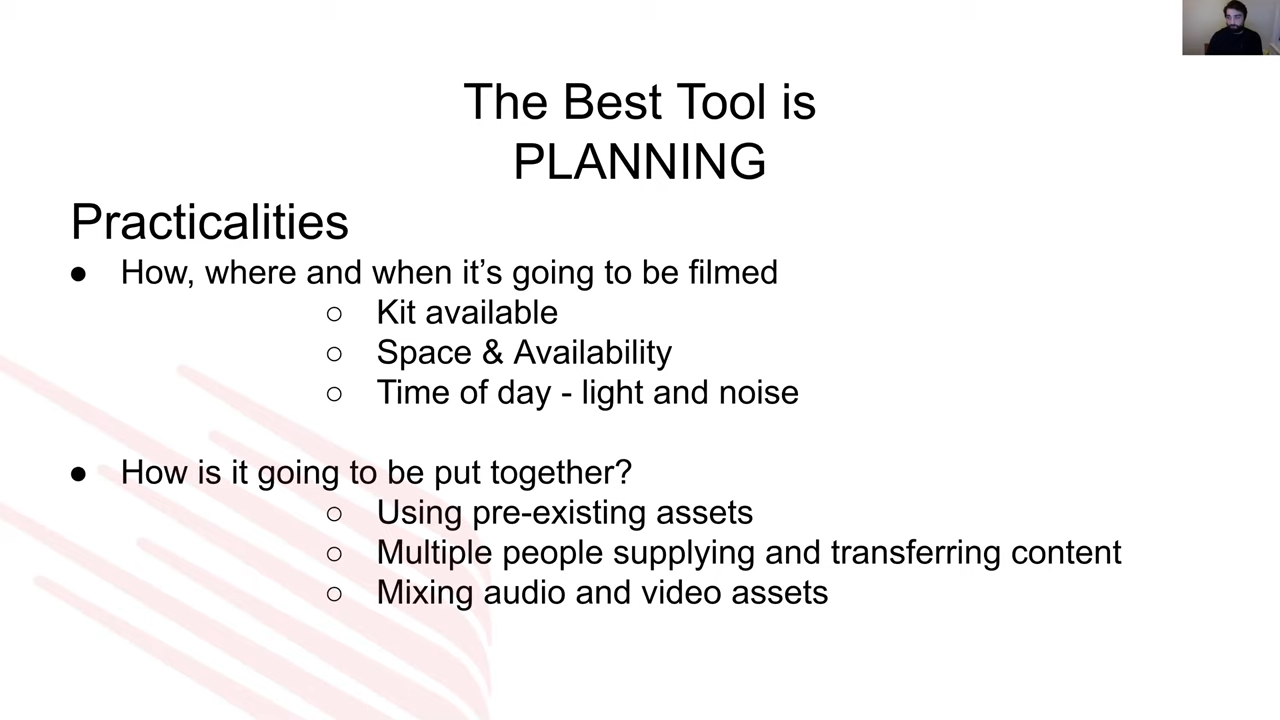 The Best Tool is
PLANNING
Practicalities
● How, where and when it’s going to be filmed
○ Kit available
○ Space & Availability
○ Time of day - light and noise
● How is it going to be put together?
○ Using pre-existing assets
○ Multiple people supplying and transferring content
○ Mixing audio and video assets